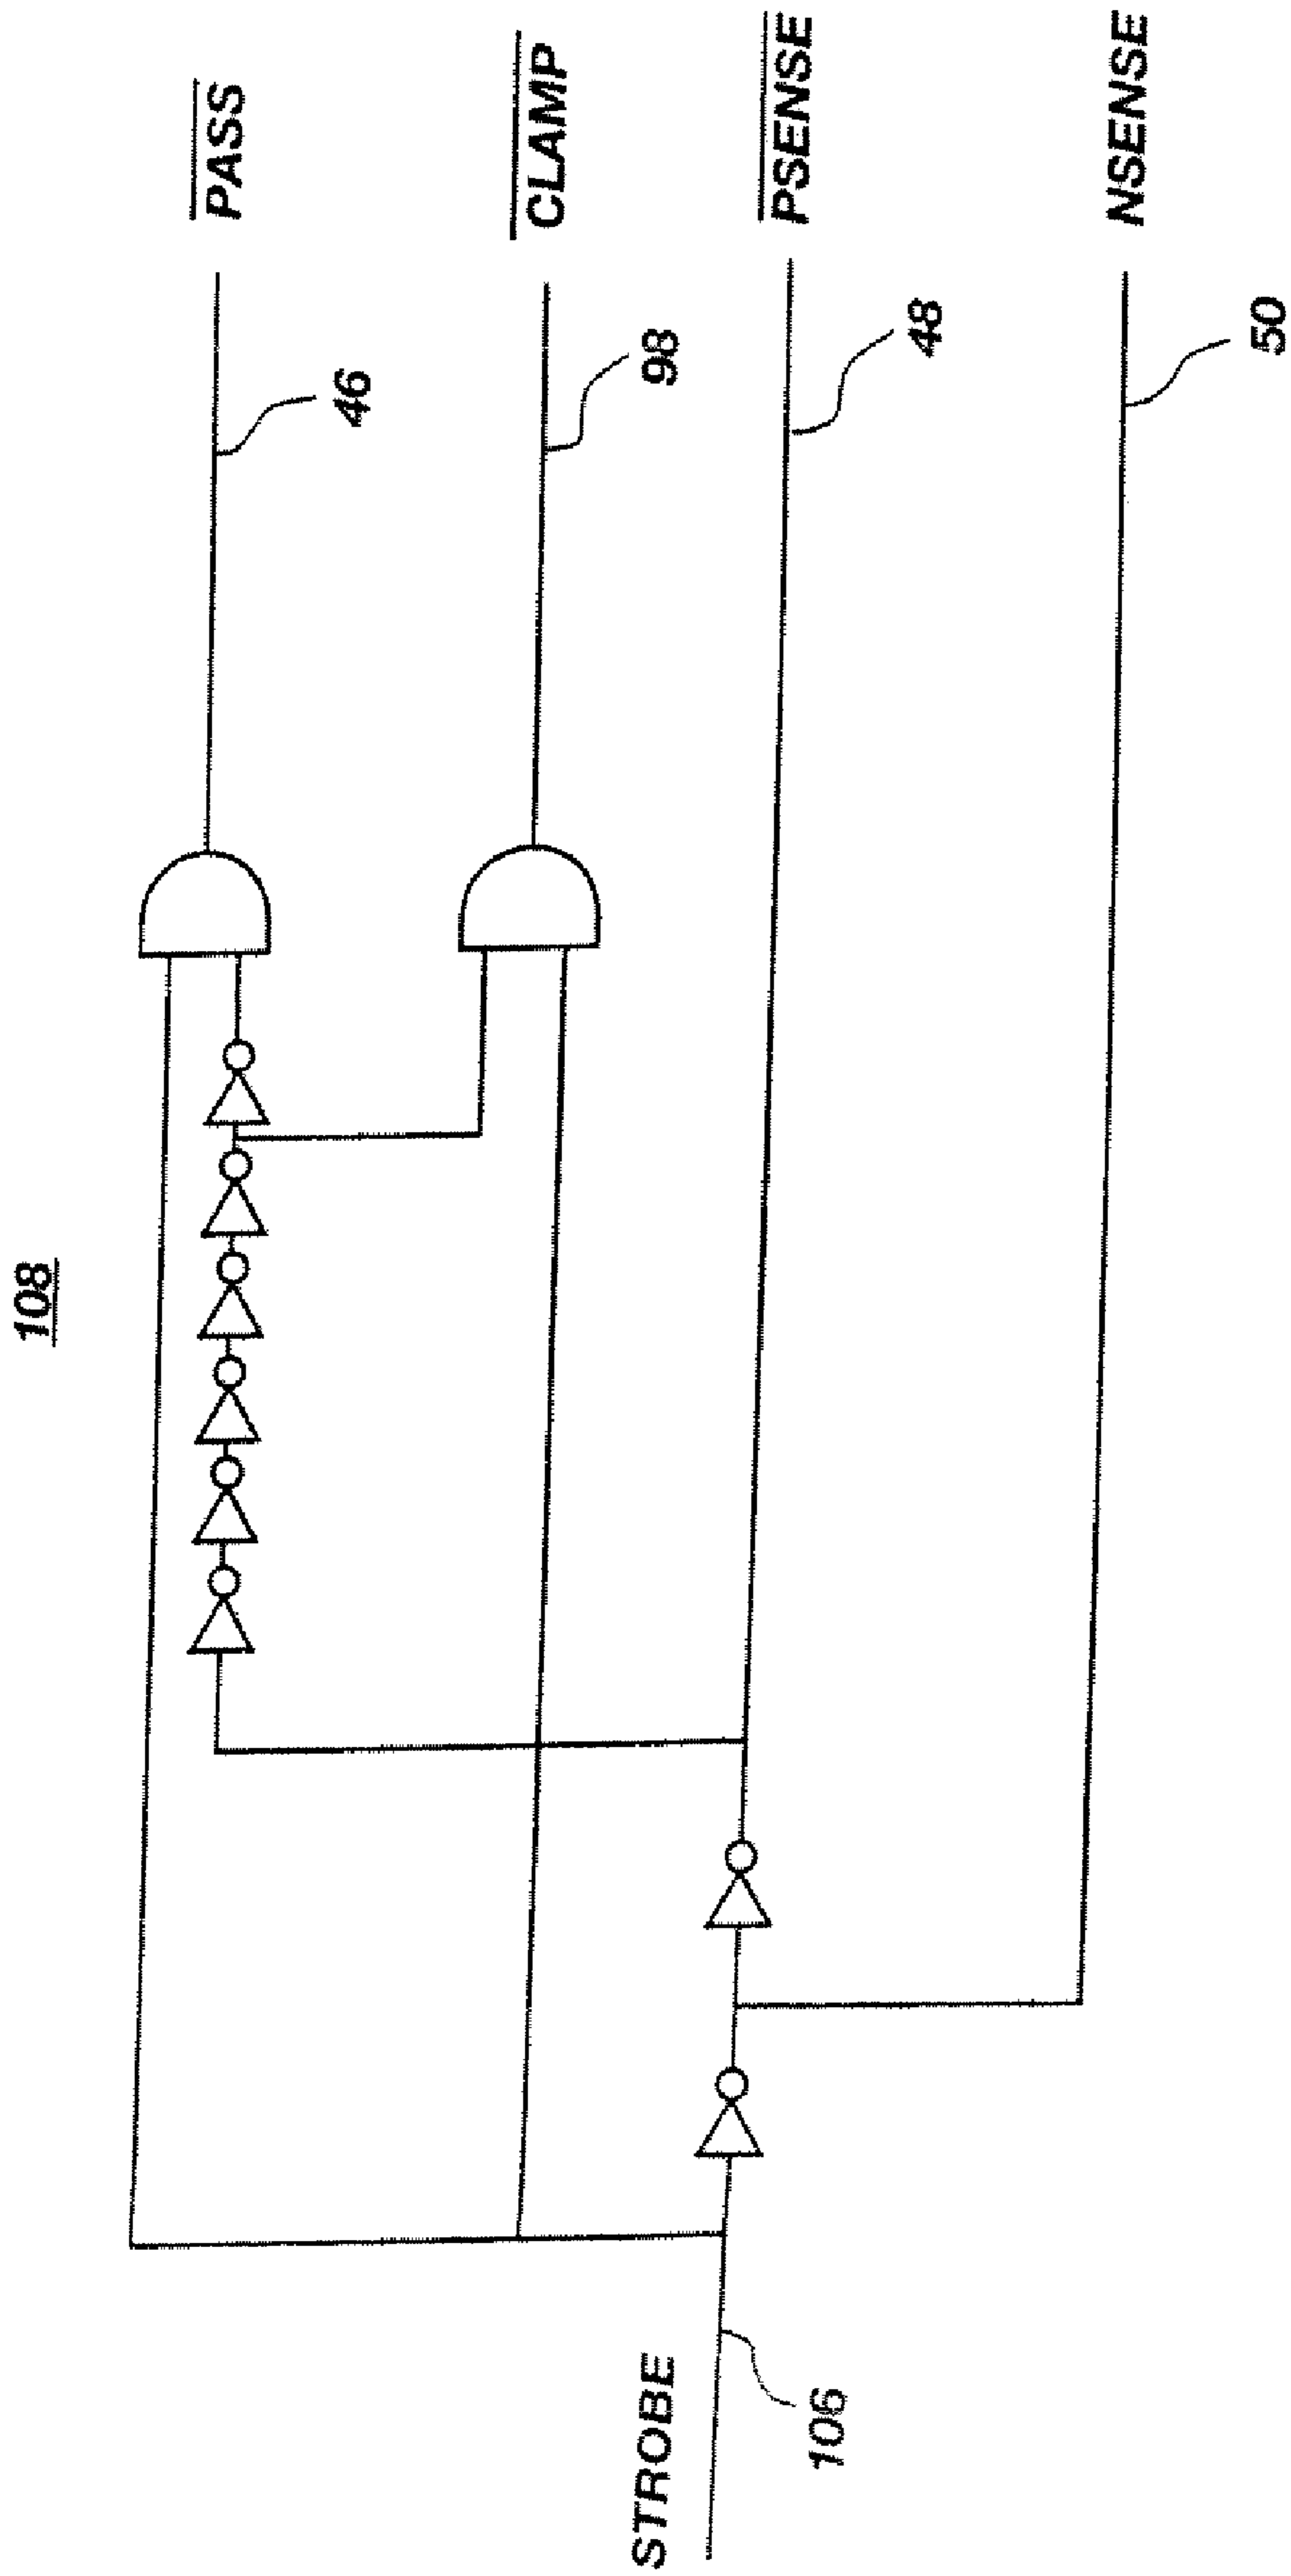 108
PASS
46
CLAMP
98
PSENSE
48
NSENSE
50
STROBE
106